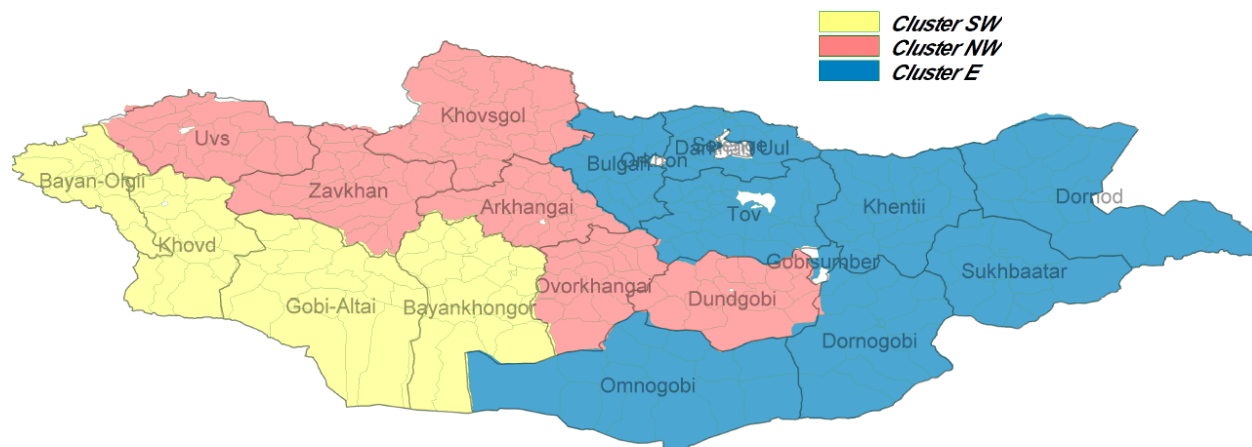 Cluster SW
Cluster NW
Cluster E
Khovsgol
Uvs
Bulgan
Bayan-Olgii
Zavkhan
Arkhangai
Tov
Khentii
Dornod
Khovd
Gobisumber
Sukhbaatar
Gobi-Altai
Bayankhongor
Ovorkhangai
Dundgobi
Dornogobi
Omnogobi